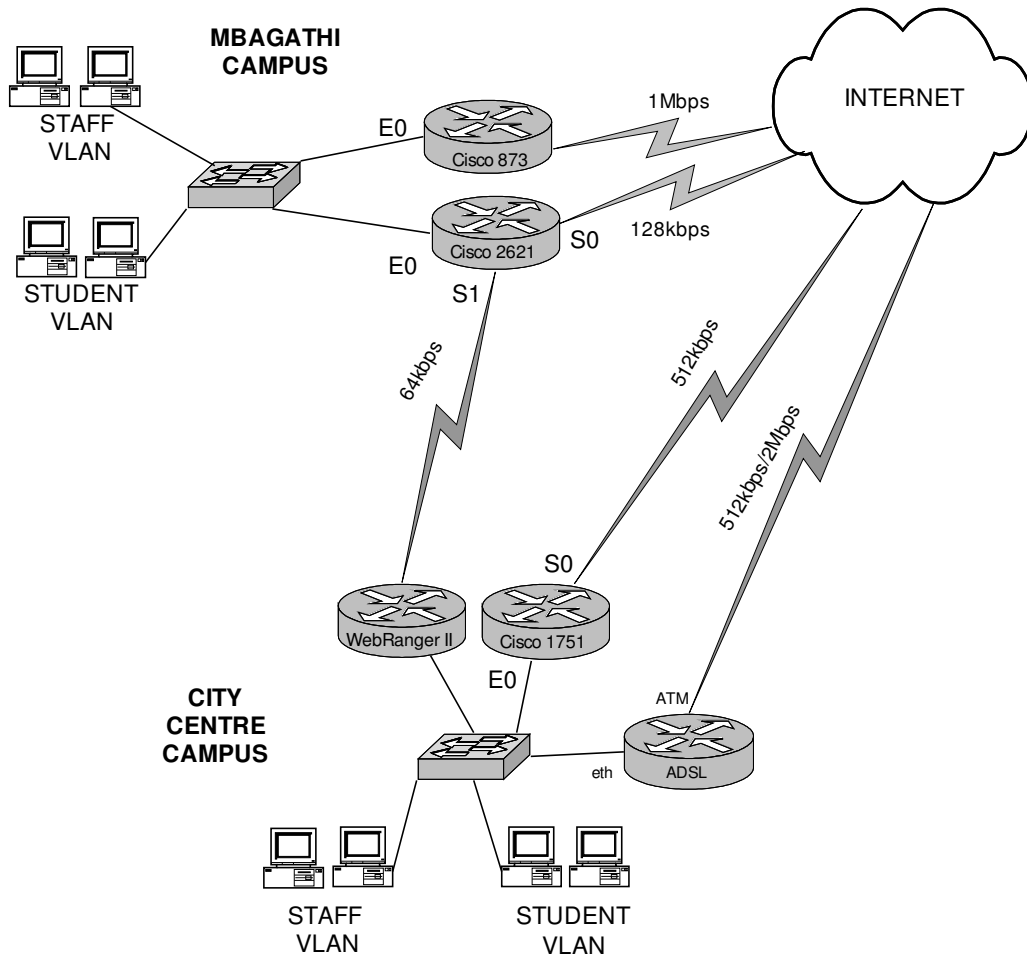 MBAGATHI
CAMPUS
INTERNET
1Mbps
STAFF
VLAN
E0
Cisco 873
128kbps
Cisco 2621
S0
E0
S1
STUDENT
VLAN
64kbps
512kbps
512kbps/2Mbps
S0
WebRanger II
Cisco 1751
E0
CITY
CENTRE
CAMPUS
ATM
eth
ADSL
STAFF
VLAN
STUDENT
VLAN